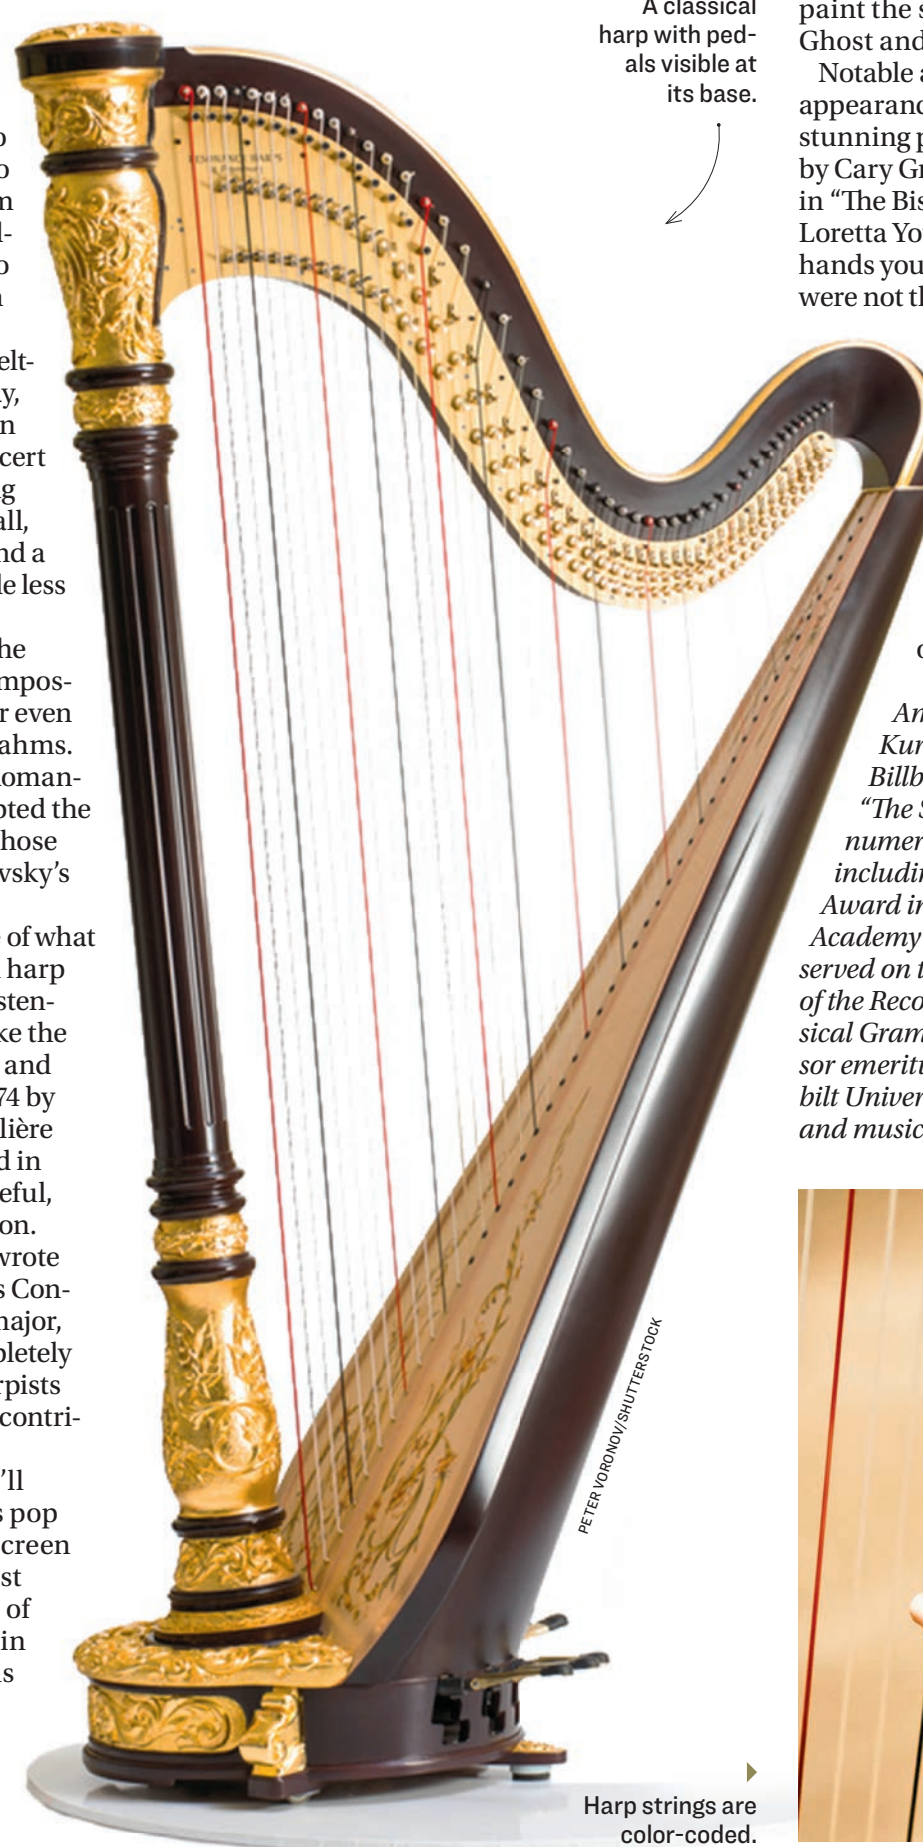 A classical
harp with ped-
als visible at
its base.
paint the s
Ghost and
Notable a
appearanc
stunning p
by Cary Gr
in “The Bis
Loretta You
hands you
were not th
elt-
y,
n
cert
g
all,
nd a
le less
he
mpos-
r even
ahms.
oman-
pted the
hose
vsky’s
of what
harp
sten-
ke the
and
74 by
lière
d in
eful,
on.
wrote
s Con-
major,
pletely
rpists
contri-
’ll
s pop
creen
st
of
in
is
An
Kur
Billb
“The S
numer
includin
Award in
Academy
served on t
of the Reco
sical Gram
sor emeritu
bilt Univer
and music
PETER VORONOV/SHUTTERSTOCK
Harp strings are
color-coded.